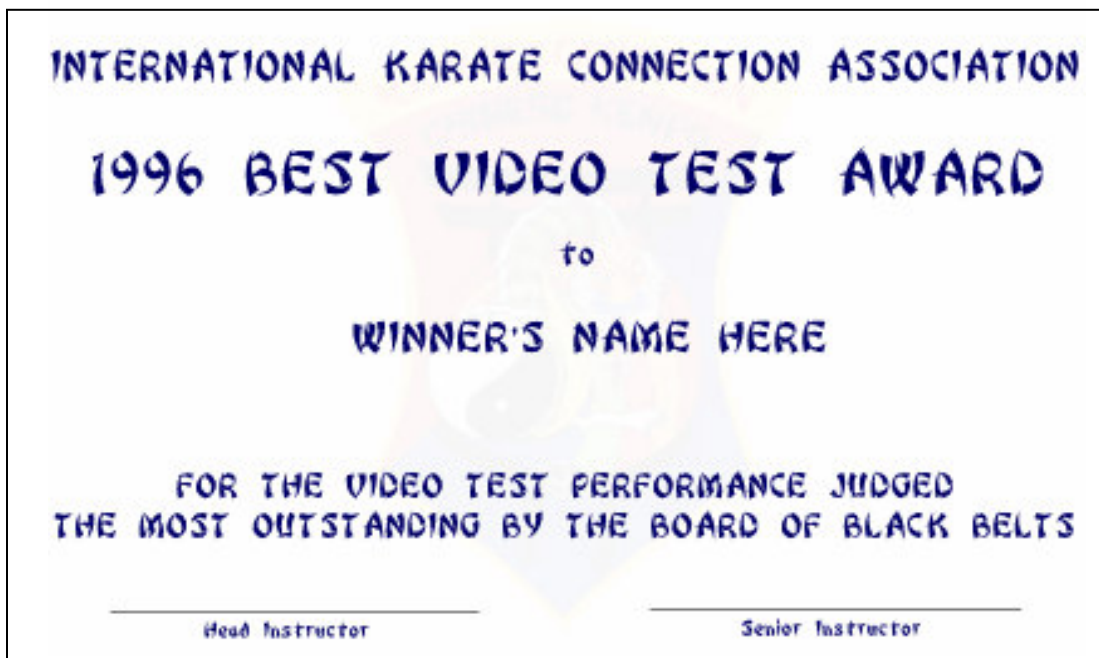 INTERNATIONAL KARATE CONNECTION ASSOCIATION
1996 BEST VIDEO TEST AWARD
to
WINNER'S NAME HERE
FOR THE VIDEO TEST PERFORMANCE JUDGED
THE MOST OUTSTANDING BY THE BOARD OF BLACK BELTS
Head Instructor Senior Instructor